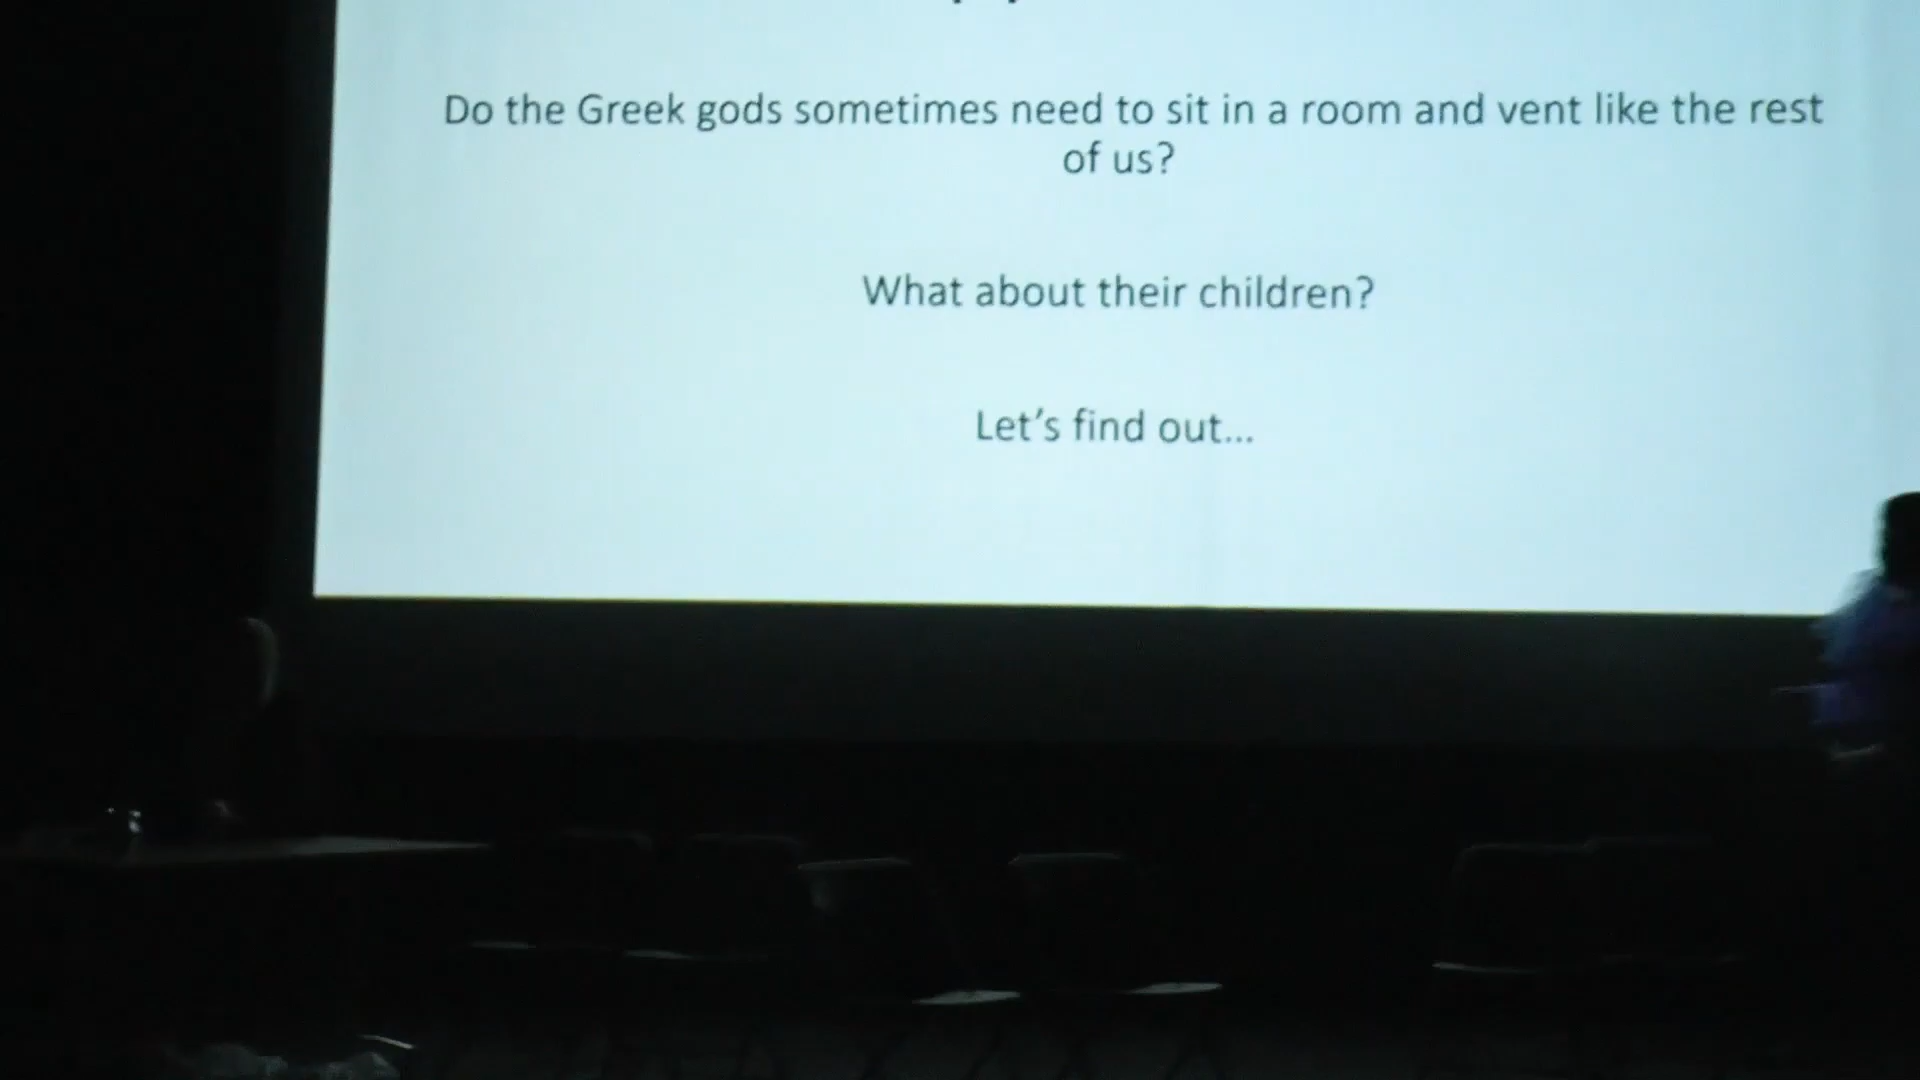 Do the Greek gods sometimes need to sit in a room and vent like the rest
of us?
What about their children?
Let's find out...